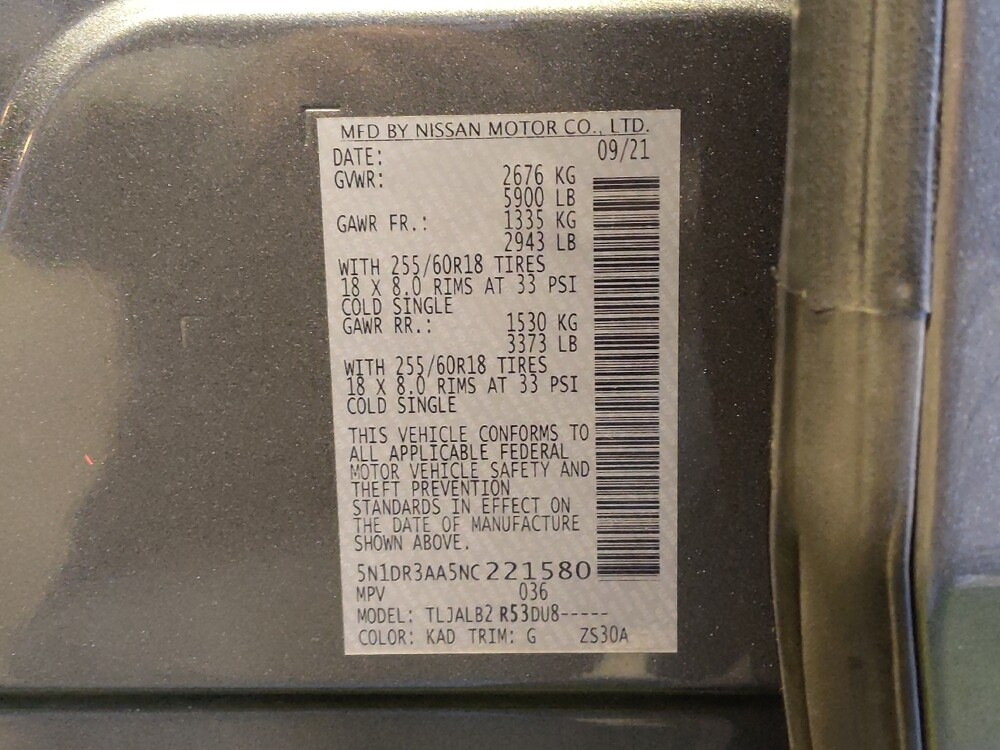 MFD BY NISSAN MOTOR CO., LTD.
DATE: 09/21
GVWR: 2676 KG
5900 LB
GAWR FR.: 1335 KG
2943 LB
WITH 255/60R18 TIRES
18 X 8.0 RIMS AT 33 PSI
COLD SINGLE
GAWR RR.: 1530 KG
3373 LB
WITH 255/60R18 TIRES
18 X 8.0 RIMS AT 33 PSI
COLD SINGLE
THIS VEHICLE CONFORMS TO
ALL APPLICABLE FEDERAL
MOTOR VEHICLE SAFETY AND
THEFT PREVENTION
STANDARDS IN EFFECT ON
THE DATE OF MANUFACTURE
SHOWN ABOVE.
5N1DR3AA5NC221580
MPV 036
MODEL: TLJALB2 R53DU8-----
COLOR: KAD TRIM: G ZS30A